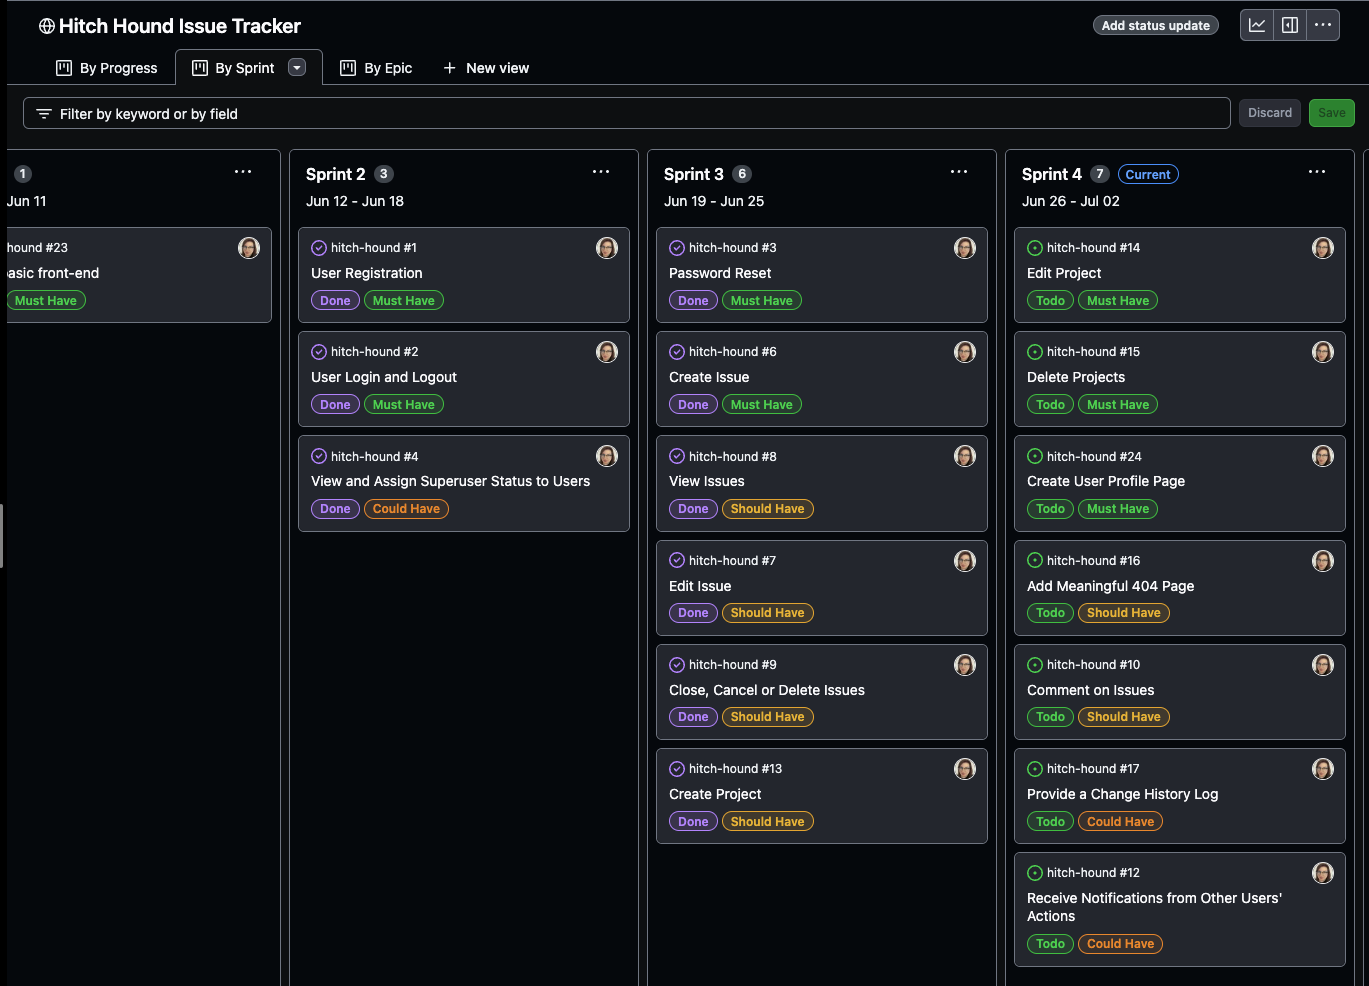 Hitch Hound Issue Tracker
Add status update
By Progress
By Sprint
By Epic
New view
Filter by keyword or by field
Discard
Save
1
Jun 11
hound #23
asic front-end
Must Have
Sprint 2 3
Jun 12 - Jun 18
hitch-hound #1
User Registration
Done Must Have
hitch-hound #2
User Login and Logout
Done Must Have
hitch-hound #4
View and Assign Superuser Status to Users
Done Could Have
Sprint 3 6
Jun 19 - Jun 25
hitch-hound #3
Password Reset
Done Must Have
hitch-hound #6
Create Issue
Done Must Have
hitch-hound #8
View Issues
Done Should Have
hitch-hound #7
Edit Issue
Done Should Have
hitch-hound #9
Close, Cancel or Delete Issues
Done Should Have
hitch-hound #13
Create Project
Done Should Have
Sprint 4 7 Current
Jun 26 - Jul 02
hitch-hound #14
Edit Project
Todo Must Have
hitch-hound #15
Delete Projects
Todo Must Have
hitch-hound #24
Create User Profile Page
Todo Must Have
hitch-hound #16
Add Meaningful 404 Page
Todo Should Have
hitch-hound #10
Comment on Issues
Todo Should Have
hitch-hound #17
Provide a Change History Log
Todo Could Have
hitch-hound #12
Receive Notifications from Other Users'
Actions
Todo Could Have